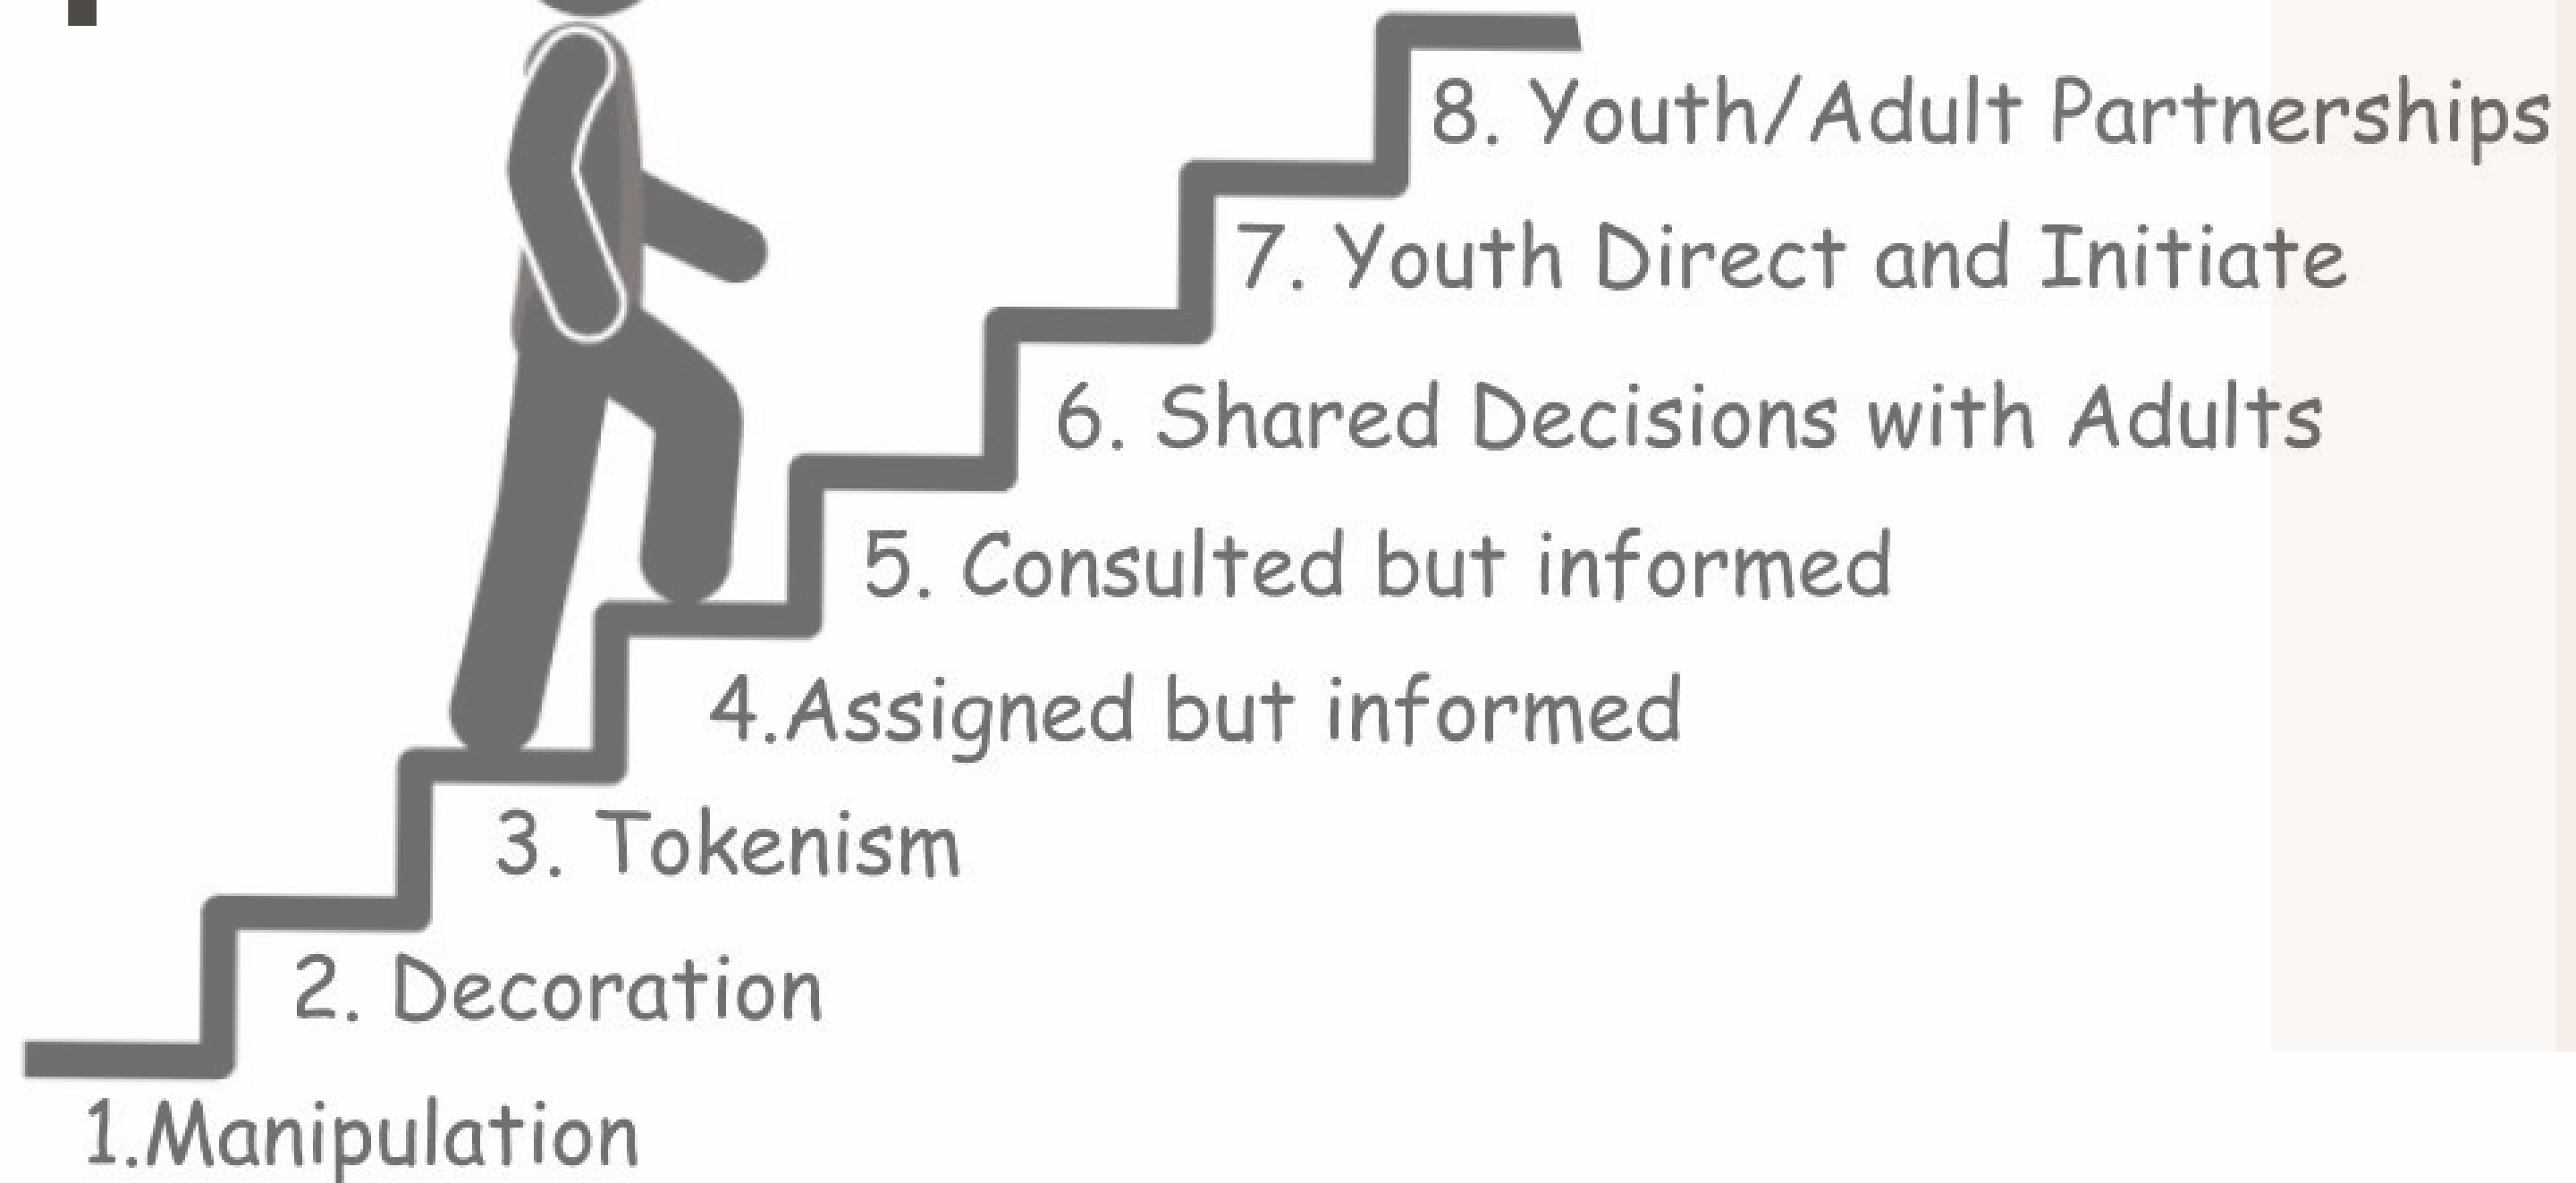 8. Youth/Adult Partnerships
7. Youth Direct and Initiate
6. Shared Decisions with Adults
5. Consulted but informed
4.Assigned but informed
3. Tokenism
2. Decoration
1.Manipulation